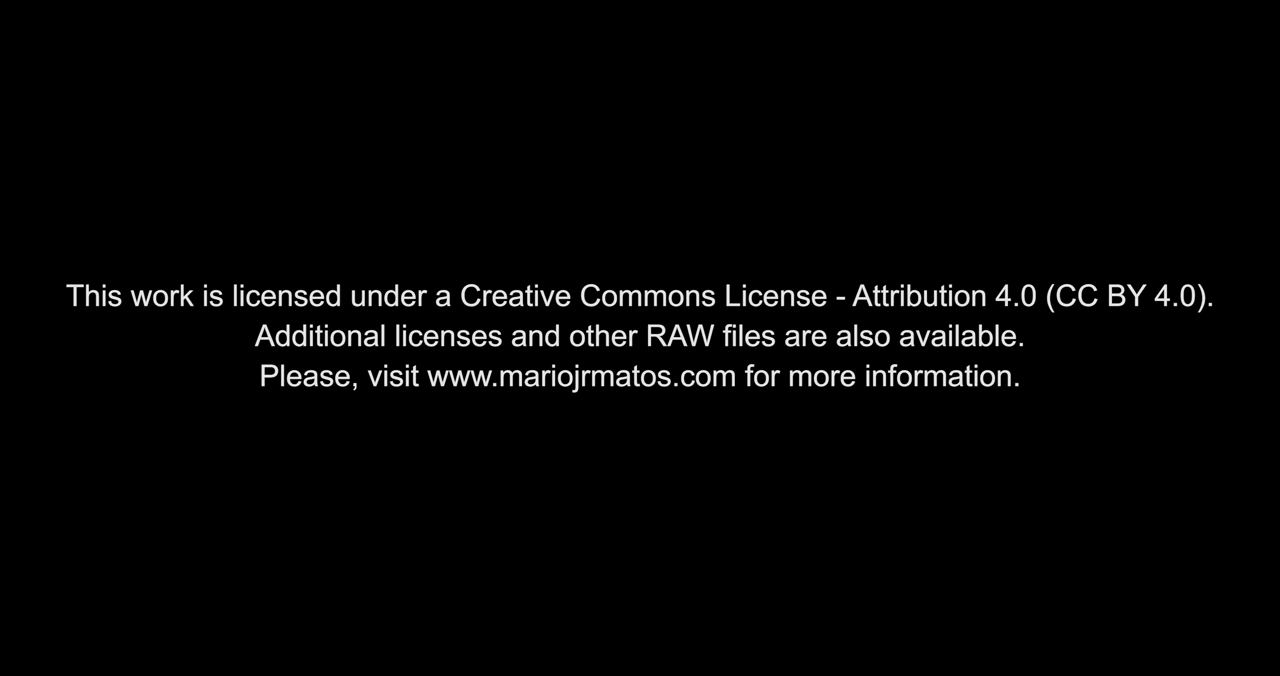 This work is licensed under a Creative Commons License - Attribution 4.0 (CC BY 4.0).
Additional licenses and other RAW files are also available.
Please, visit www.mariojrmatos.com for more information.